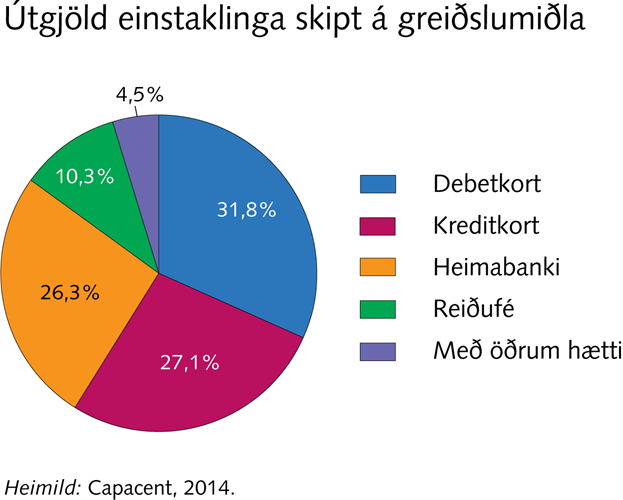 Útgjöld einstaklinga skipt á greiðslumiðla
4,5%
10,3%
31,8%
26,3%
27,1%
Debetkort
Kreditkort
Heimabanki
Reiðufé
Með öðrum hætti
Heimild: Capacent, 2014.